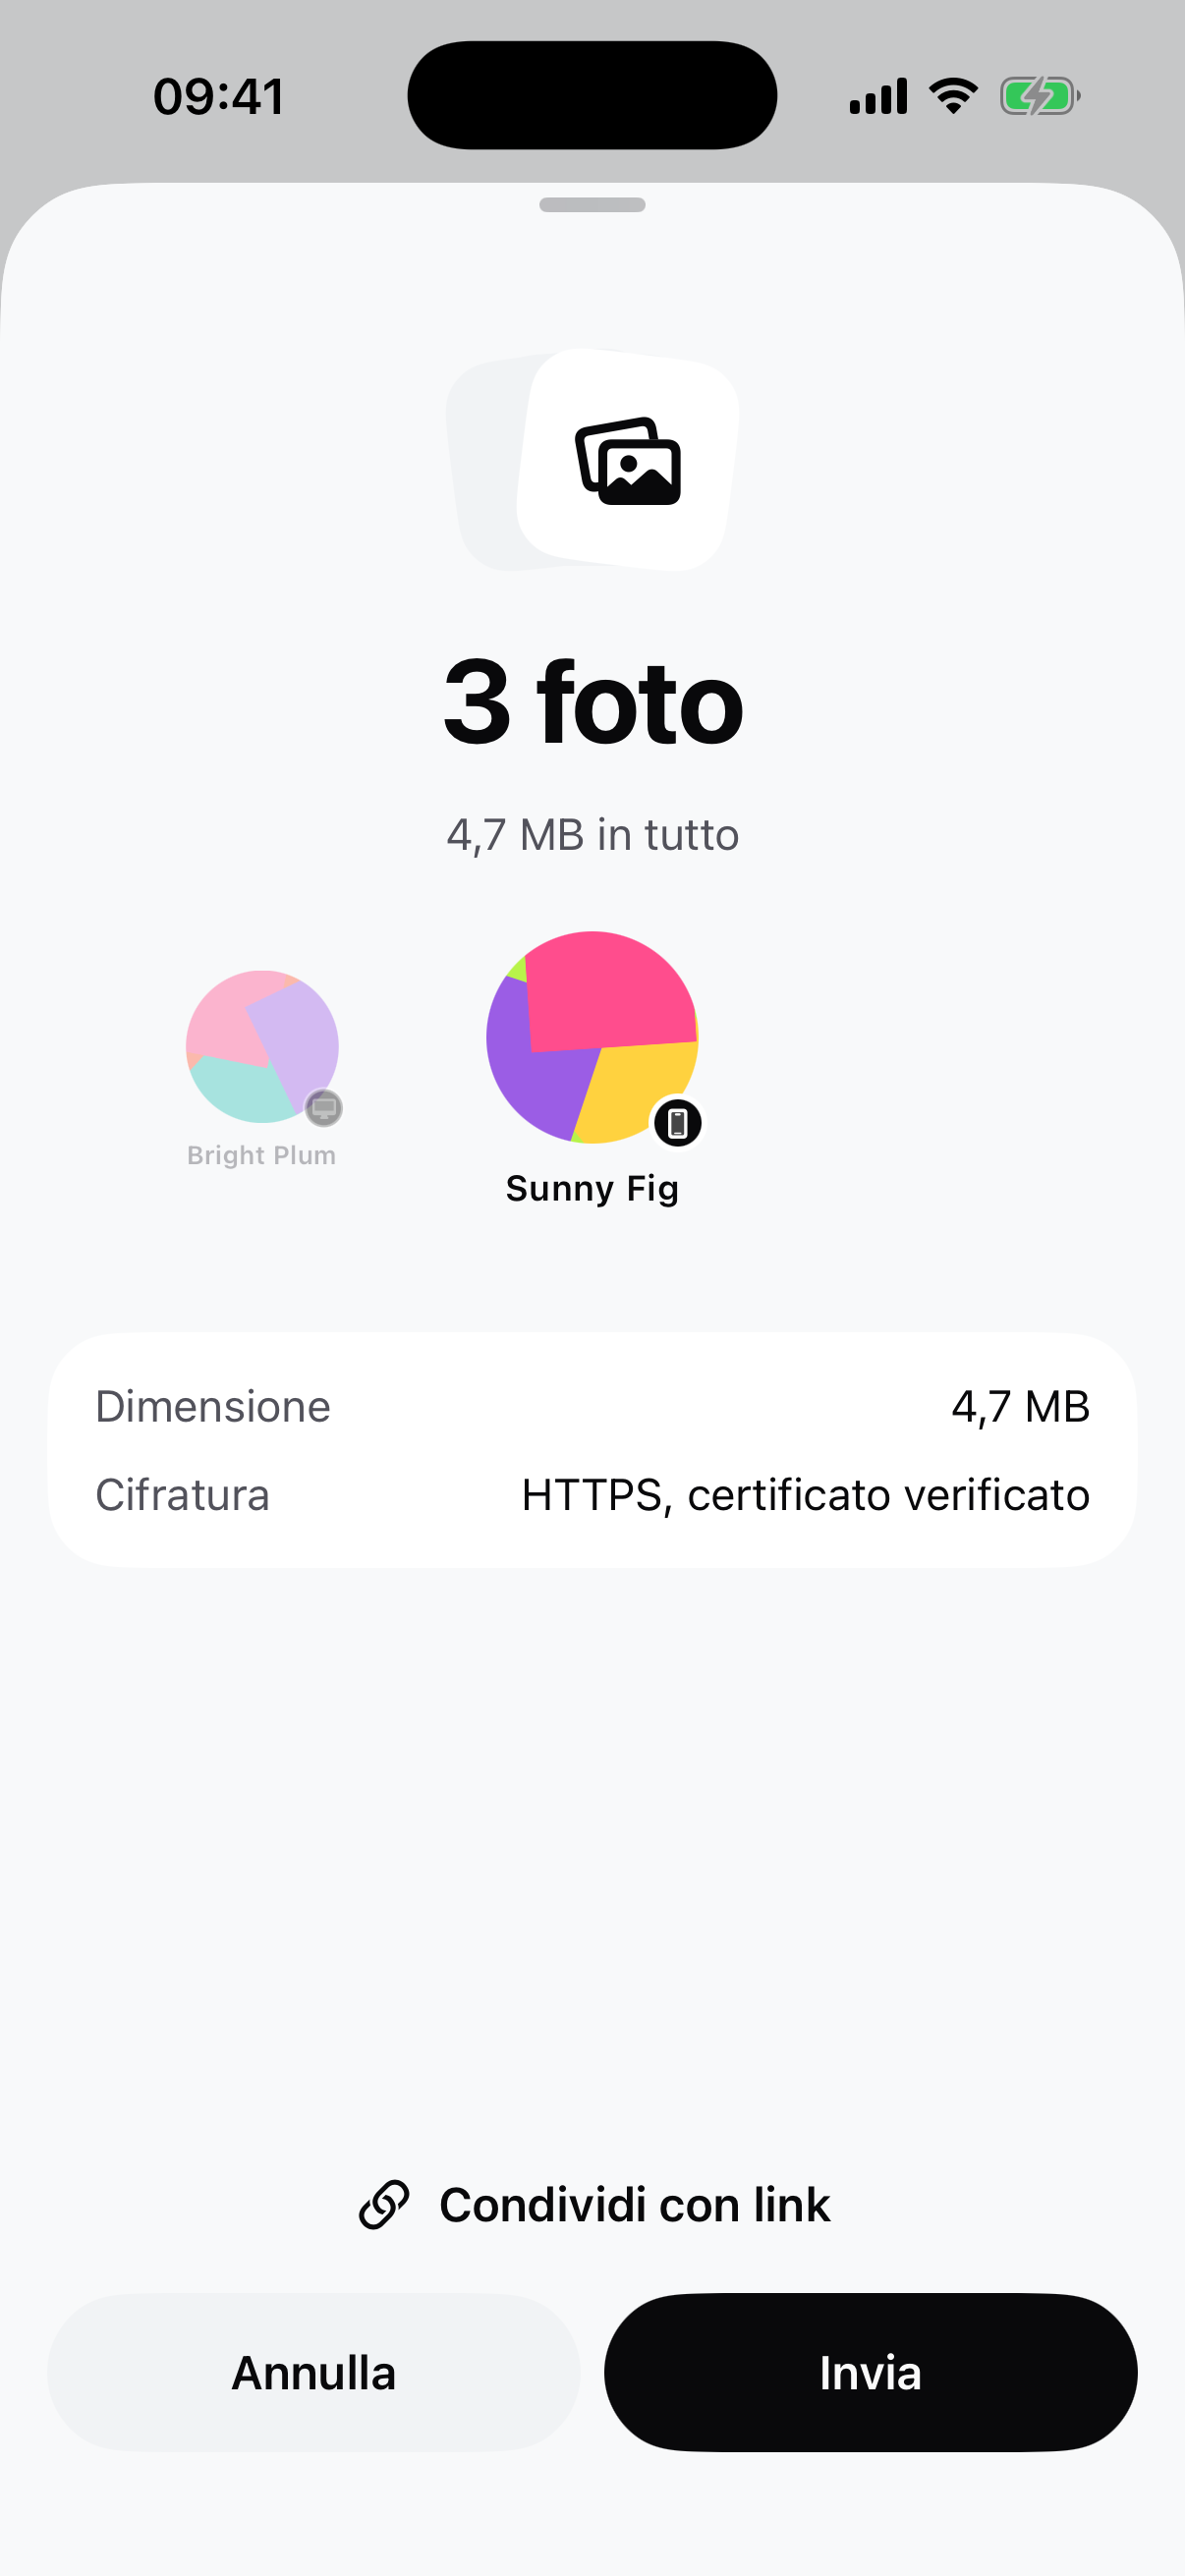 09:41
3 foto
4,7 MB in tutto
Bright Plum
Sunny Fig
Dimensione 4,7 MB
Cifratura HTTPS, certificato verificato
Condividi con link
Annulla Invia